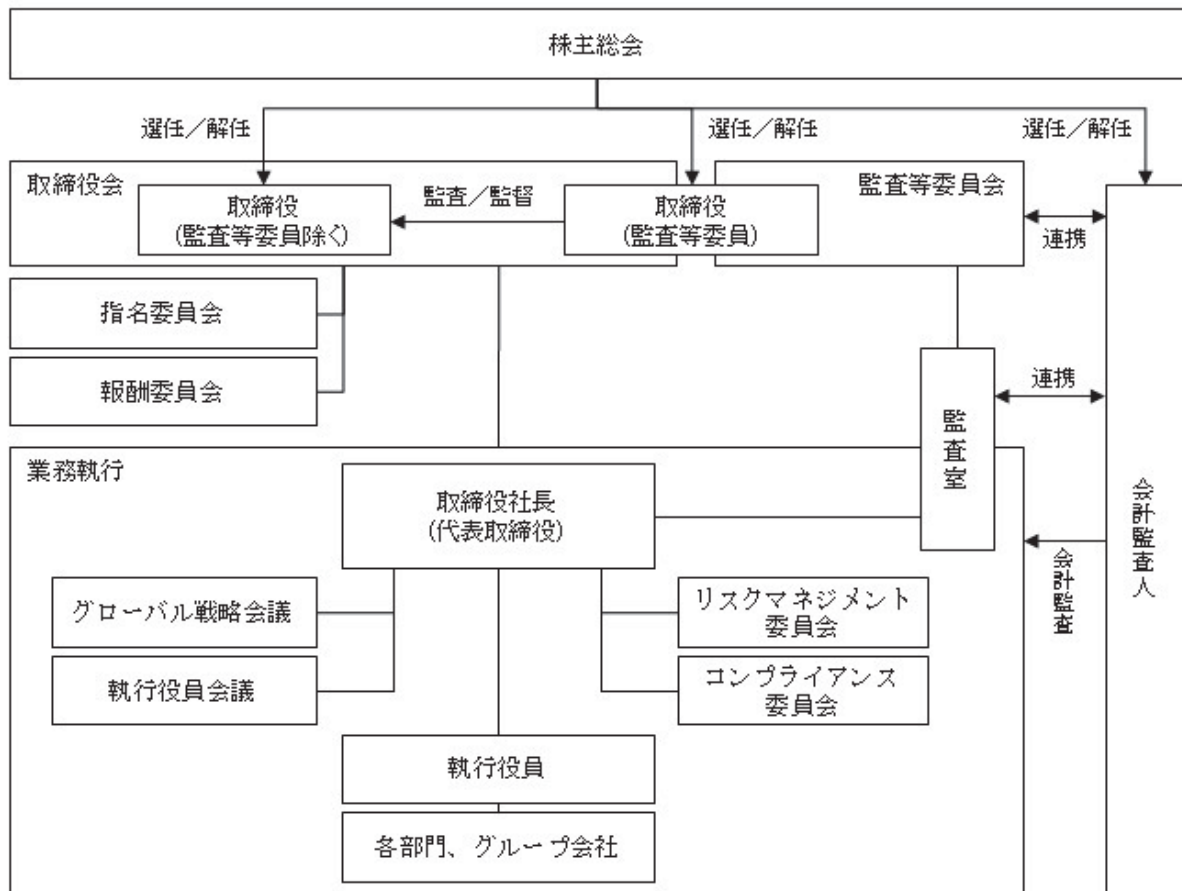 株主総会
選任／解任
選任／解任
選任／解任
取締役会
取締役
(監査等委員除く)
監査／監督
取締役
(監査等委員)
監査等委員会
連携
指名委員会
報酬委員会
連携
監査室
会計監査人
業務執行
取締役社長
(代表取締役)
会計監査
グローバル戦略会議
リスクマネジメント
委員会
執行役員会議
コンプライアンス
委員会
執行役員
各部門、グループ会社